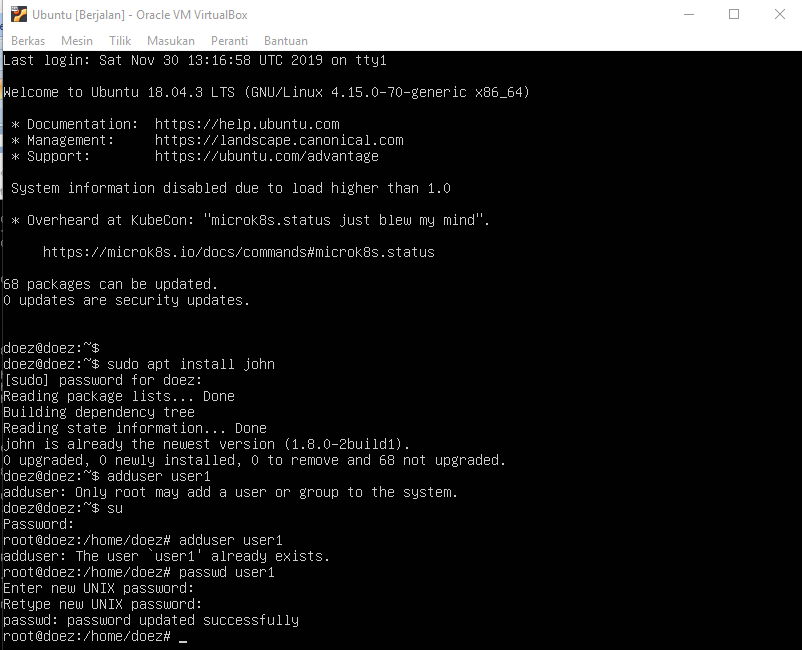 Ubuntu [Berjalan] - Oracle VM VirtualBox
Berkas Mesin Tilik Masukan Peranti Bantuan
Last login: Sat Nov 30 13:16:58 UTC 2019 on tty1
Welcome to Ubuntu 18.04.3 LTS (GNU/Linux 4.15.0-70-generic x86_64)
* Documentation:  https://help.ubuntu.com
* Management:     https://landscape.canonical.com
* Support:        https://ubuntu.com/advantage
System information disabled due to load higher than 1.0
* Overheard at KubeCon: "microk8s.status just blew my mind".
https://microk8s.io/docs/commands#microk8s.status
68 packages can be updated.
0 updates are security updates.
doez@doez:~$
doez@doez:~$ sudo apt install john
[sudo] password for doez:
Reading package lists... Done
Building dependency tree
Reading state information... Done
john is already the newest version (1.8.0-2build1).
0 upgraded, 0 newly installed, 0 to remove and 68 not upgraded.
doez@doez:~$ adduser user1
adduser: Only root may add a user or group to the system.
doez@doez:~$ su
Password:
root@doez:/home/doez# adduser user1
adduser: The user `user1' already exists.
root@doez:/home/doez# passwd user1
Enter new UNIX password:
Retype new UNIX password:
passwd: password updated successfully
root@doez:/home/doez# _